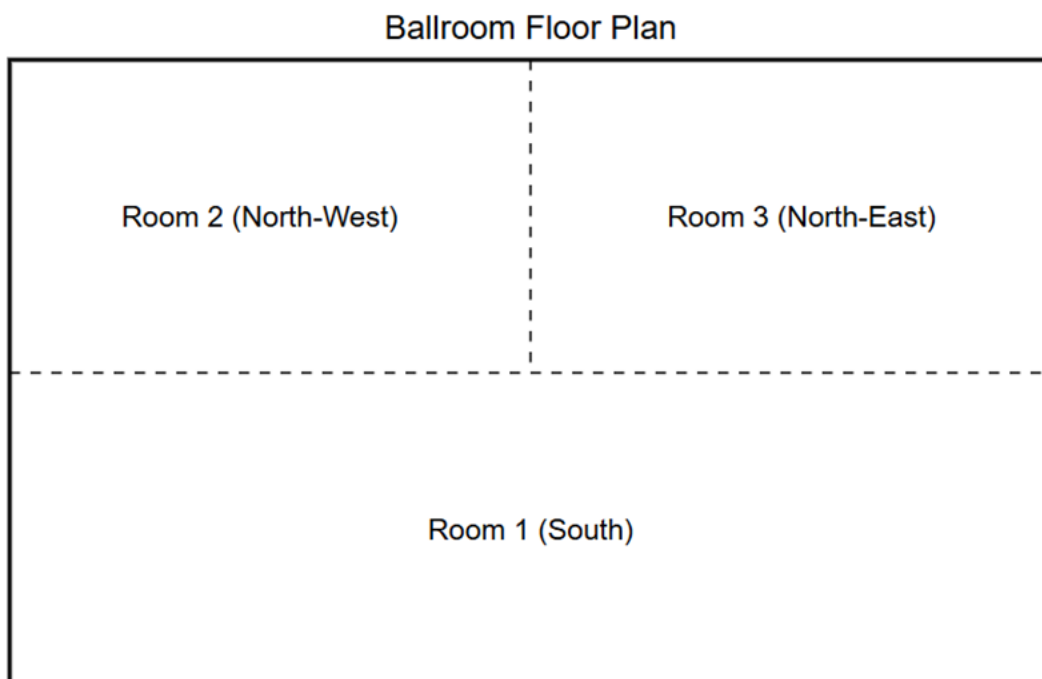 Ballroom Floor Plan
Room 2 (North-West)
Room 3 (North-East)
Room 1 (South)